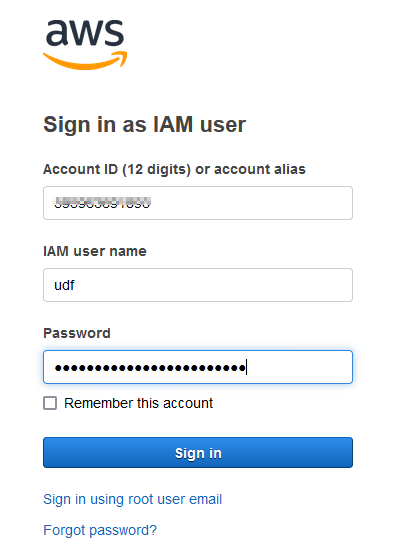 aws
Sign in as IAM user
Account ID (12 digits) or account alias
IAM user name
udf
Password
Remember this account
Sign in
Sign in using root user email
Forgot password?